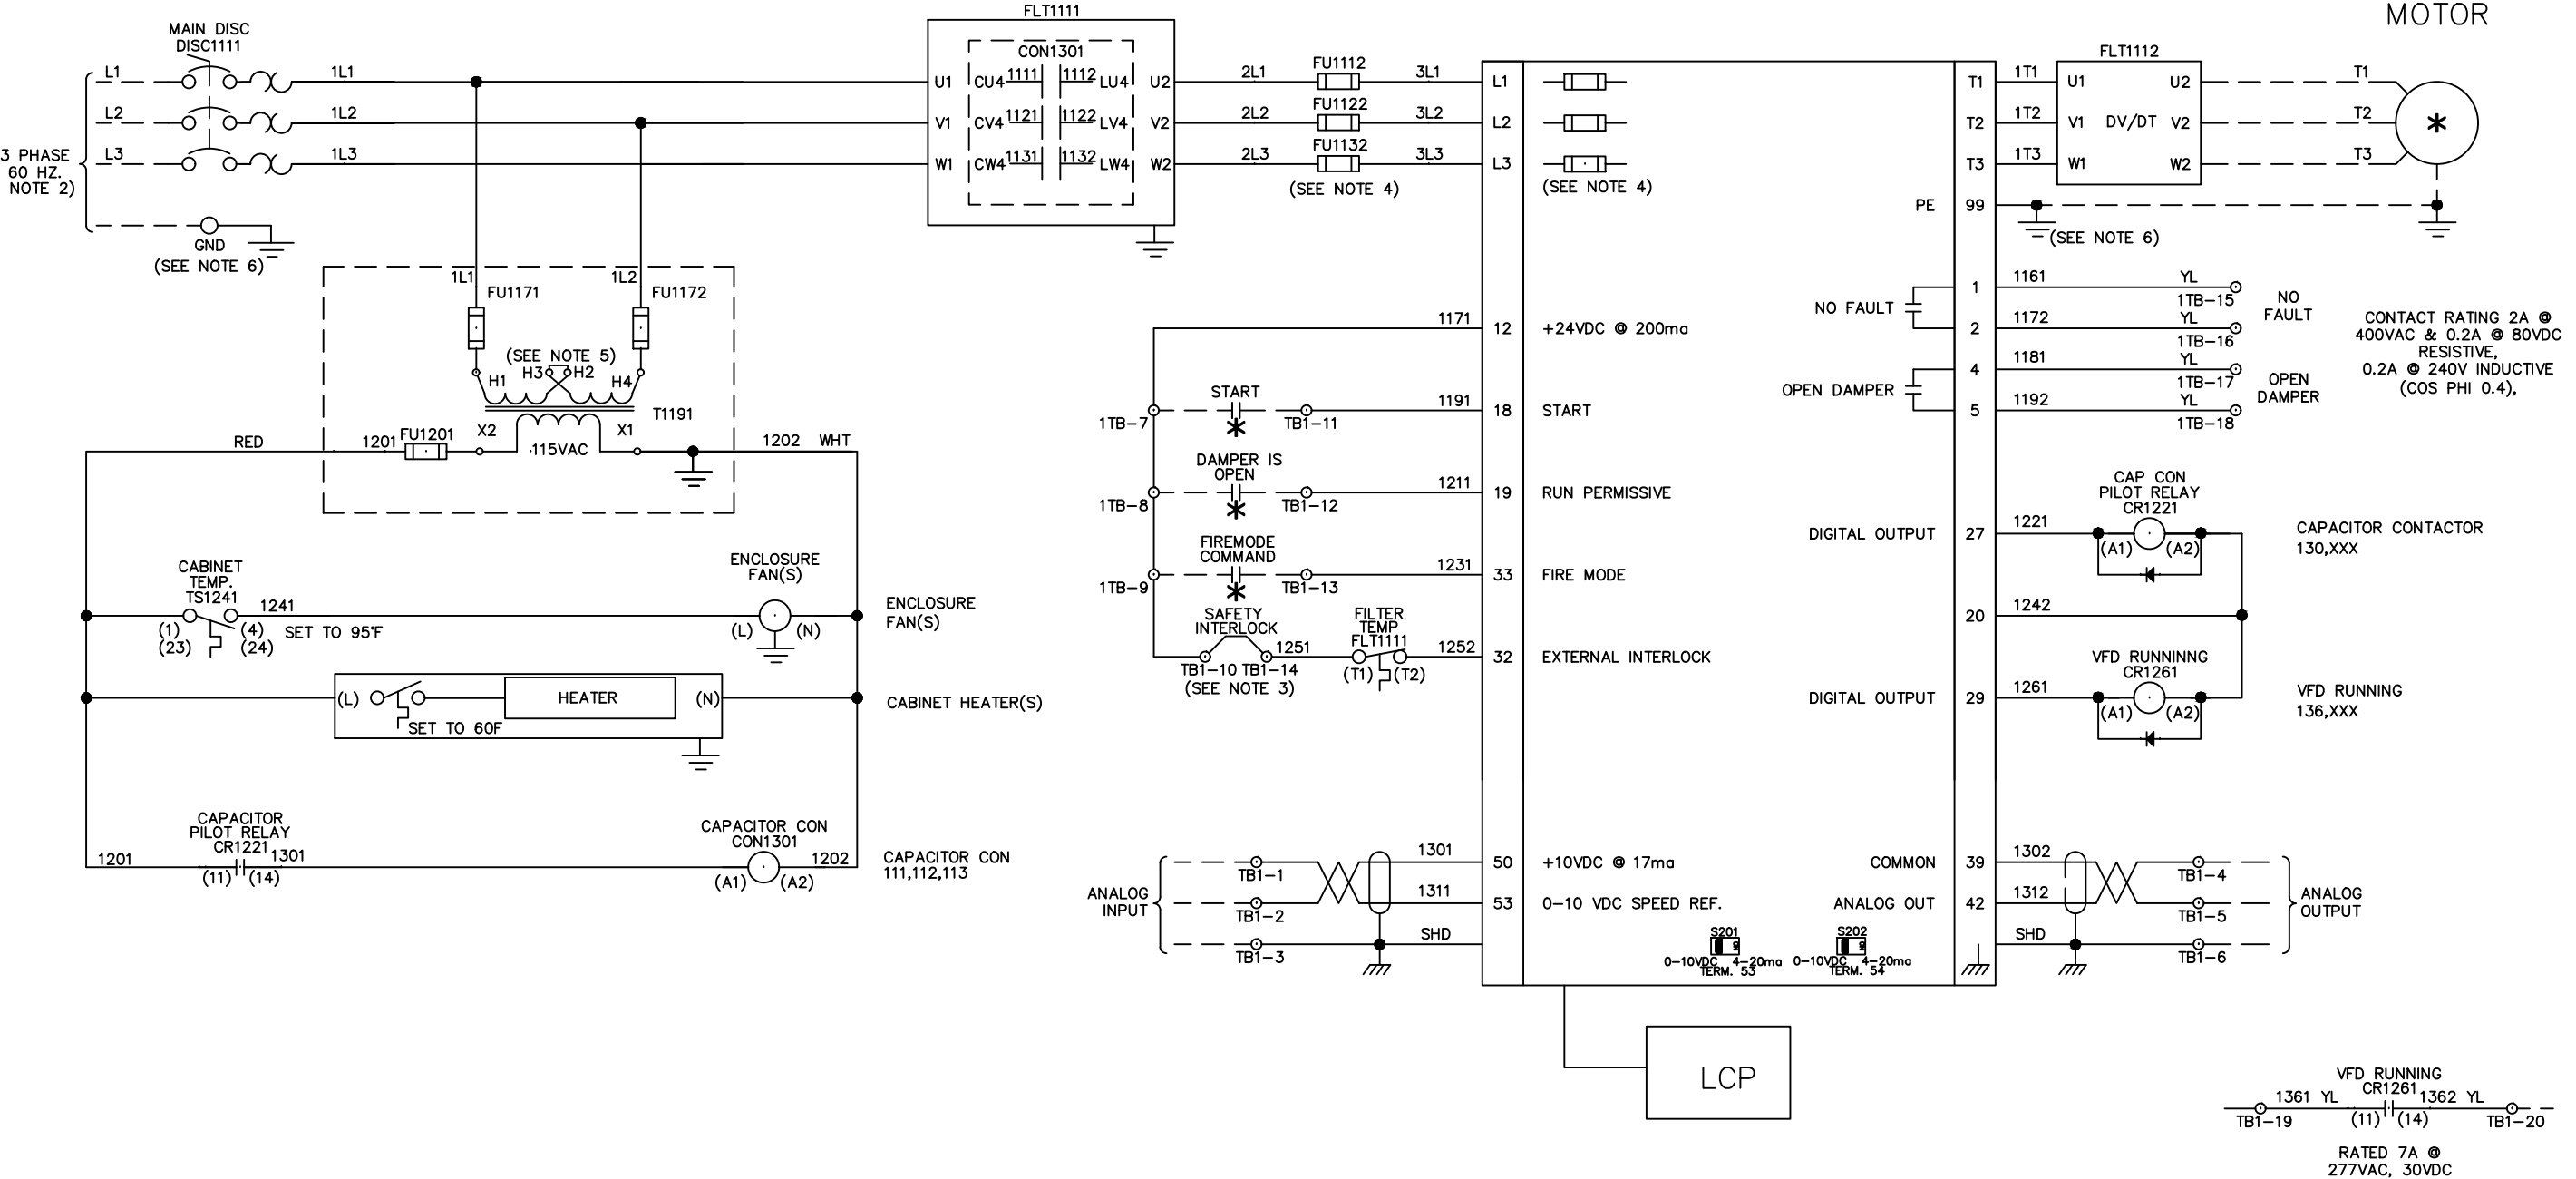 MOTOR
FLT1111
MAIN DISC
DISC1111
CON1301
FLT1112
L1 1L1 U1 CU4 1111 1112 LU4 U2 2L1 FU1112 3L1 L1 T1 1T1 U1 U2 T1
L2 1L2 V1 CV4 1121 1122 LV4 V2 2L2 FU1122 3L2 L2 T2 1T2 V1 DV/DT V2 T2
L3 1L3 W1 CW4 1131 1132 LW4 W2 2L3 FU1132 3L3 L3 T3 1T3 W1 W2 T3
3 PHASE
60 HZ.
NOTE 2)
(SEE NOTE 4)
(SEE NOTE 4)
PE 99
(SEE NOTE 6)
GND
(SEE NOTE 6)
1L1 1L2
FU1171 FU1172
(SEE NOTE 5)
H1 H3 H2 H4
T1191
X2 X1
RED 1201 FU1201 115VAC 1202 WHT
CABINET
TEMP.
TS1241
1241
(1) (4)
(23) (24)
SET TO 95°F
ENCLOSURE
FAN(S)
(L) (N)
ENCLOSURE
FAN(S)
(L) HEATER (N)
SET TO 60F
CABINET HEATER(S)
CAPACITOR
PILOT RELAY
CR1221
1201 1301
(11) (14)
CAPACITOR CON
CON1301
1202
(A1) (A2)
CAPACITOR CON
111,112,113
1171 12 +24VDC @ 200ma
START
1TB-7 TB1-11
1191 18 START
DAMPER IS
OPEN
1TB-8 TB1-12
1211 19 RUN PERMISSIVE
FIREMODE
COMMAND
1TB-9 TB1-13
1231 33 FIRE MODE
SAFETY
INTERLOCK
TB1-10 TB1-14
(SEE NOTE 3)
1251
FILTER
TEMP
FLT1111
(T1) (T2)
1252 32 EXTERNAL INTERLOCK
ANALOG
INPUT
TB1-1 1301 50 +10VDC @ 17ma
TB1-2 1311 53 0-10 VDC SPEED REF.
TB1-3 SHD
S201
0-10VDC 4-20ma
TERM. 53
S202
0-10VDC 4-20ma
TERM. 54
LCP
NO FAULT
1 1161 YL
1TB-15
2 1172 YL
1TB-16
NO
FAULT
OPEN DAMPER
4 1181 YL
1TB-17
5 1192 YL
1TB-18
OPEN
DAMPER
CONTACT RATING 2A @
400VAC & 0.2A @ 80VDC
RESISTIVE,
0.2A @ 240V INDUCTIVE
(COS PHI 0.4),
CAP CON
PILOT RELAY
CR1221
DIGITAL OUTPUT 27 1221
(A1) (A2)
CAPACITOR CONTACTOR
130,XXX
20 1242
VFD RUNNINNG
CR1261
DIGITAL OUTPUT 29 1261
(A1) (A2)
VFD RUNNING
136,XXX
COMMON 39 1302 TB1-4
ANALOG OUT 42 1312 TB1-5
SHD TB1-6
ANALOG
OUTPUT
VFD RUNNING
CR1261
1361 YL 1362 YL
TB1-19 (11) (14) TB1-20
RATED 7A @
277VAC, 30VDC